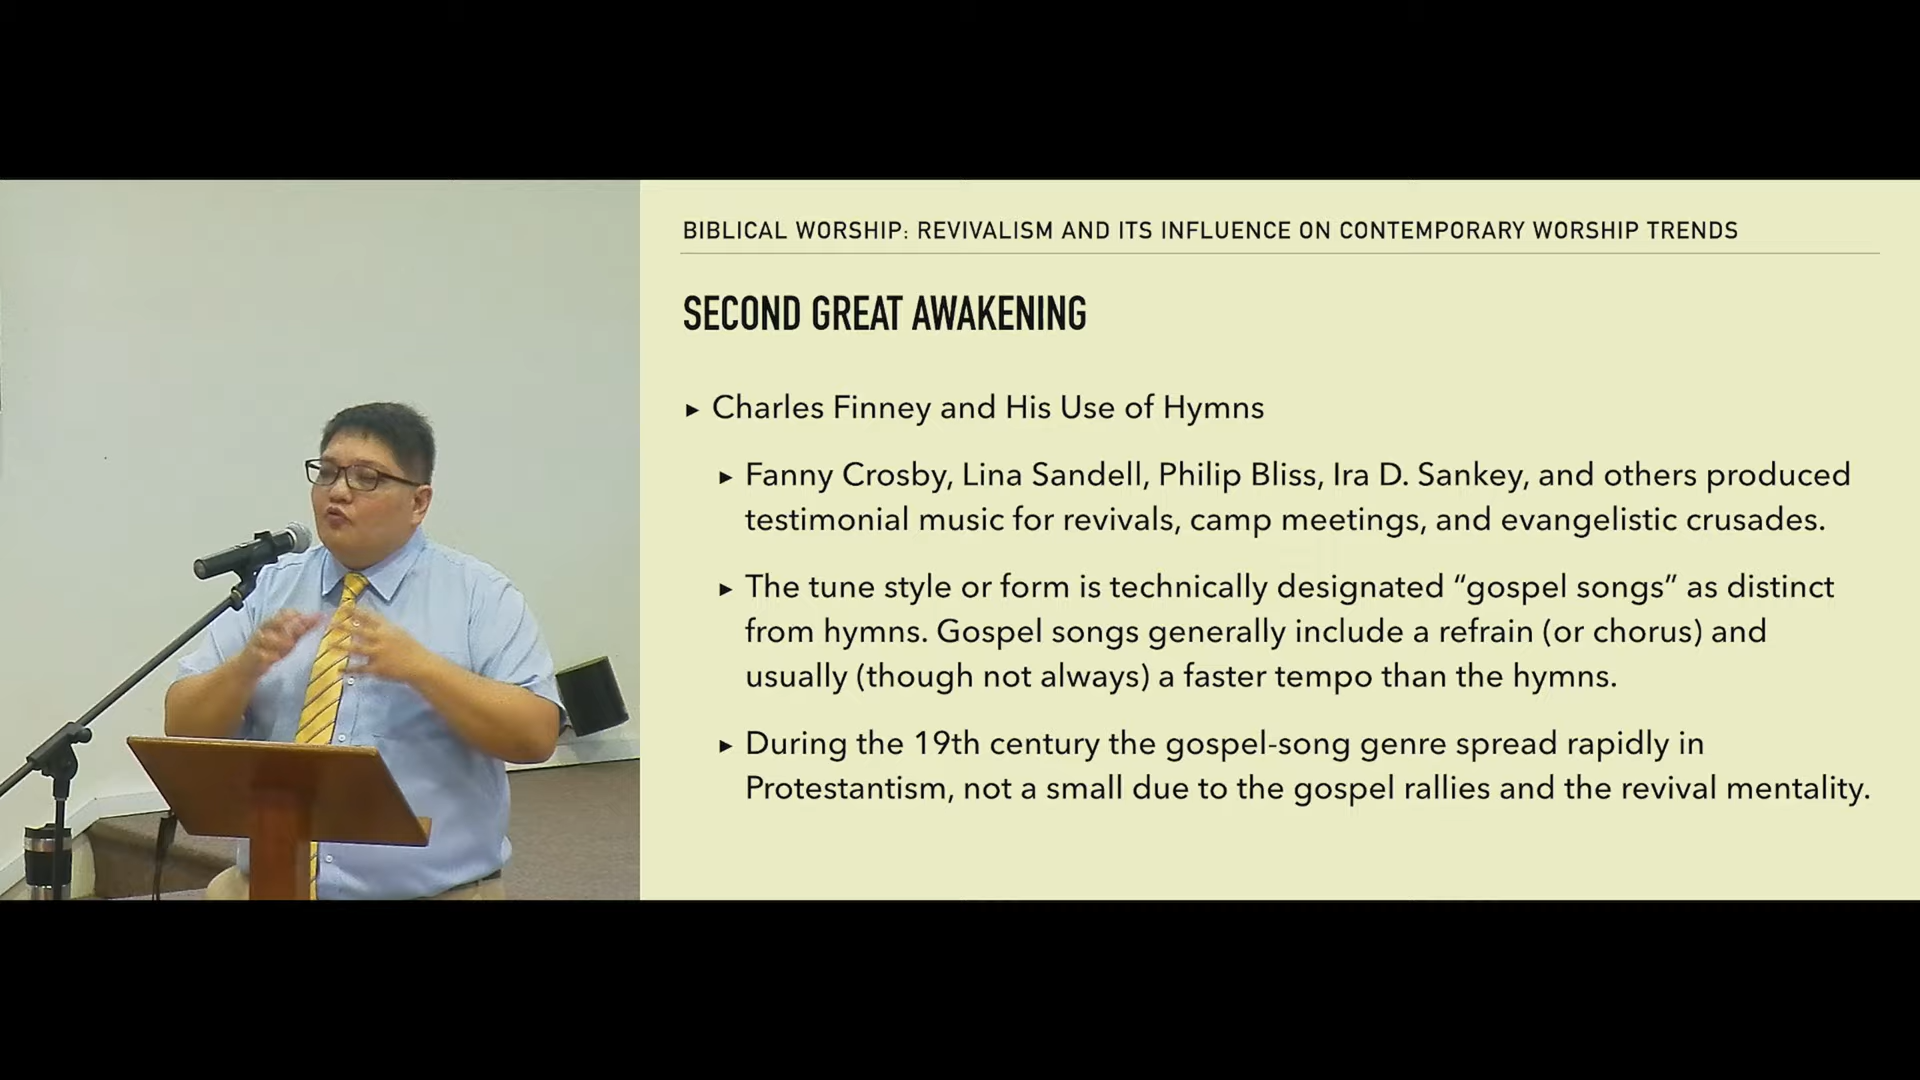 BIBLICAL WORSHIP: REVIVALISM AND ITS INFLUENCE ON CONTEMPORARY WORSHIP TRENDS
SECOND GREAT AWAKENING
▸ Charles Finney and His Use of Hymns
▸ Fanny Crosby, Lina Sandell, Philip Bliss, Ira D. Sankey, and others produced
testimonial music for revivals, camp meetings, and evangelistic crusades.
▸ The tune style or form is technically designated “gospel songs” as distinct
from hymns. Gospel songs generally include a refrain (or chorus) and
usually (though not always) a faster tempo than the hymns.
▸ During the 19th century the gospel-song genre spread rapidly in
Protestantism, not a small due to the gospel rallies and the revival mentality.